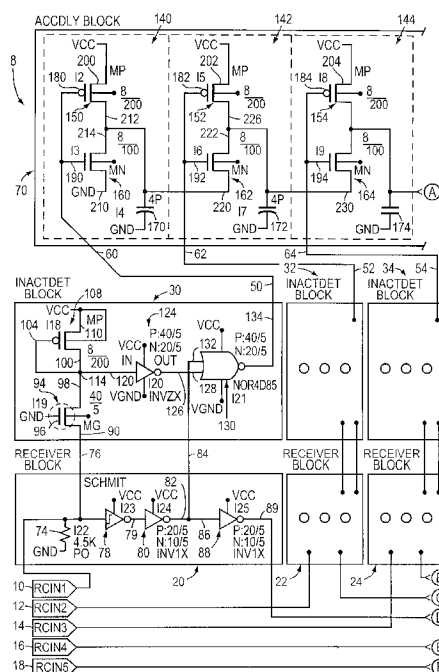 ACCDLY BLOCK 140 142 144
8
VCC 200 VCC 202 VCC 204
MP MP MP
180 I2 182 I5 184 I8
8 8 8
200 200 200
150 212 152 226 154
214 8 222 8 8
100 100 100
I3 MN I6 MN I9 MN
190 160 192 162 194 164
70 GND 210 4P GND 220 4P GND 230
I4 170 I7 172 174
GND GND GND
A
60 62 64
INACTDET BLOCK 108 30 50 32 INACTDET BLOCK 52 34 INACTDET BLOCK 54
VCC 124 134
104 I18 MP 110 VCC P:40/5 N:20/5 VCC P:40/5 N:20/5
100 8 IN OUT 132
200
94 98 114 120 I20 INVZX 128 NOR4D85
126 I21
I19 40 VGND VGND
5 130
GND
96 90 MG
RECEIVER BLOCK 76 84 RECEIVER BLOCK RECEIVER BLOCK
SCHMIT 82
VCC VCC VCC
I23 I24 I25 89
74 I22 P:20/5 86 P:20/5
4.5K 79 N:10/5 N:10/5
GND PO 78 80 INV1X 88 INV1X
20 22 24
10 RCIN1
12 RCIN2
14 RCIN3
16 RCIN4
18 RCIN5